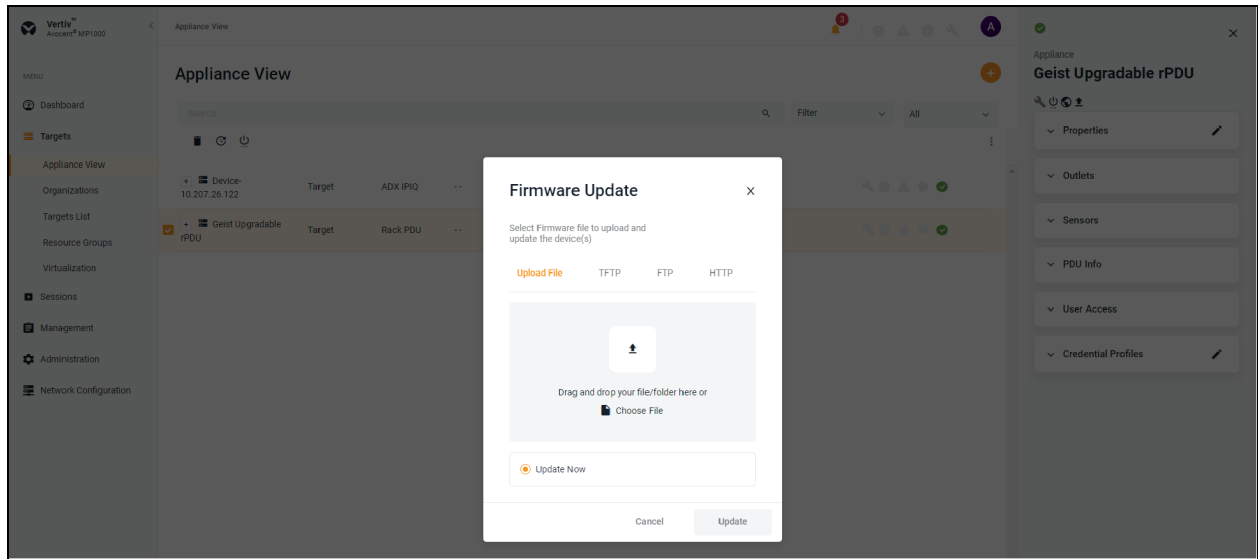 Vertiv™
Avocent® MP1000
Appliance View
3
A
MENU
Dashboard
Targets
Appliance View
Organizations
Targets List
Resource Groups
Virtualization
Sessions
Management
Administration
Network Configuration
Appliance View
Search
Filter
All
Device-
10.207.26.122
Target
ADX IPIQ
--
Geist Upgradable
rPDU
Target
Rack PDU
--
Firmware Update
X
Select Firmware file to upload and
update the device(s)
Upload File
TFTP
FTP
HTTP
Drag and drop your file/folder here or
Choose File
Update Now
Cancel
Update
Appliance
Geist Upgradable rPDU
Properties
Outlets
Sensors
PDU Info
User Access
Credential Profiles